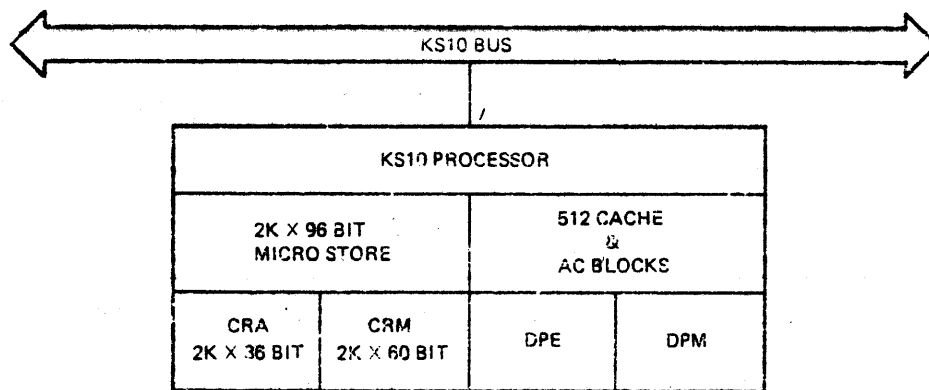 KS10 BUS
KS10 PROCESSOR
2K X 96 BIT
MICRO STORE
512 CACHE
&
AC BLOCKS
CRA
2K X 36 BIT
CRM
2K X 60 BIT
DPE
DPM